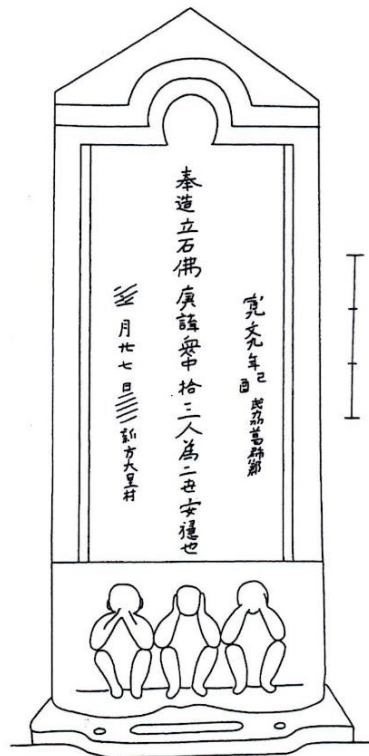 寛文九年己酉 武刕葛飾郡
奉造立石佛庚講衆中拾三人為二世安穏也
月廿七日 新方大里村